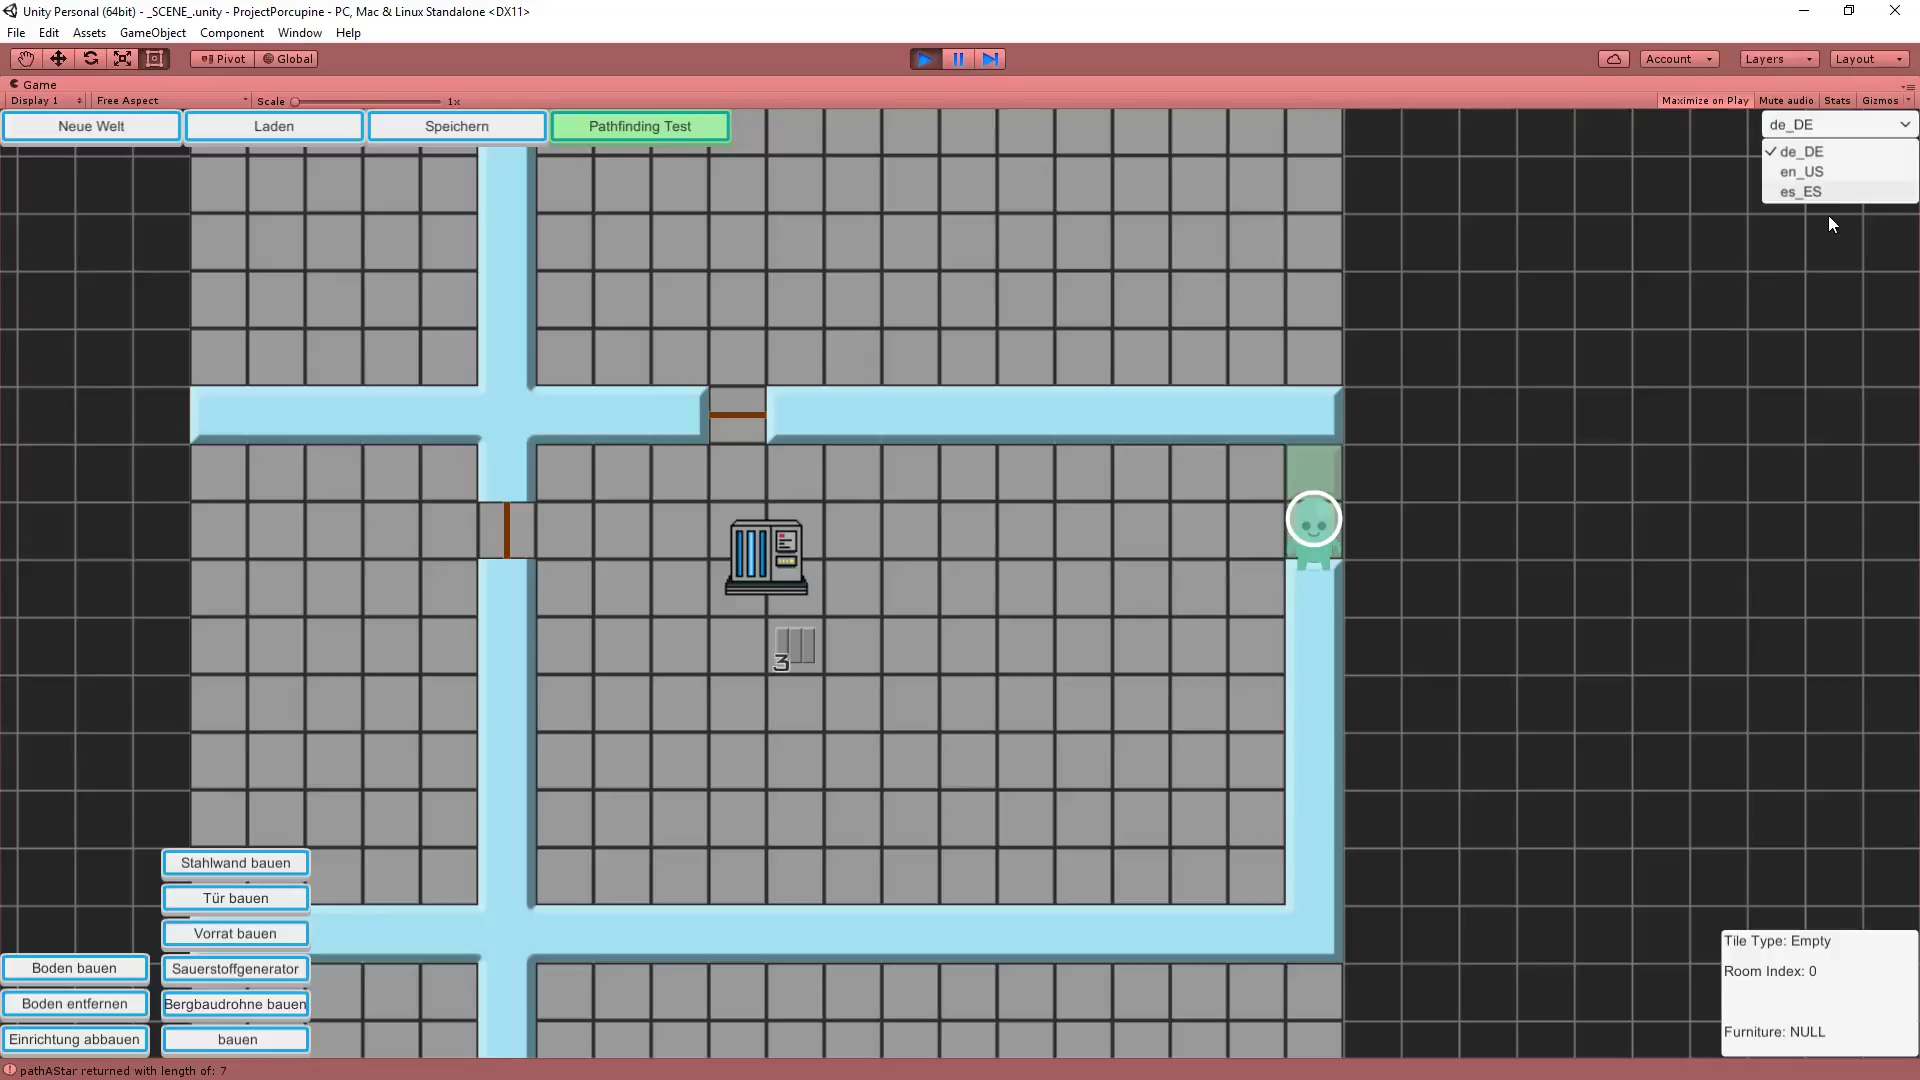 Unity Personal (64bit) - _SCENE_.unity - ProjectPorcupine - PC, Mac & Linux Standalone <DX11>
File Edit Assets GameObject Component Window Help
Pivot Global Account Layers Layout
Game
Display 1 Free Aspect Scale 1x Maximize on Play Mute audio Stats Gizmos
Neue Welt Laden Speichern Pathfinding Test de_DE
de_DE
en_US
es_ES
3
Stahlwand bauen
Tür bauen
Vorrat bauen
Boden bauen Sauerstoffgenerator
Boden entfernen Bergbaudrohne bauen
Einrichtung abbauen bauen
Tile Type: Empty
Room Index: 0
Furniture: NULL
pathAStar returned with length of: 7